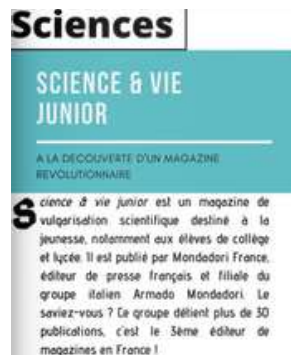 Sciences
SCIENCE & VIE
JUNIOR
A LA DECOUVERTE D'UN MAGAZINE
REVOLUTIONNAIRE
Science & vie junior est un magazine de
vulgarisation scientifique destiné à la
jeunesse, notamment aux élèves de collège
et lycée. Il est publié par Mondadori France,
éditeur de presse français et filiale du
groupe italien Armado Mondadori. Le
saviez-vous ? Ce groupe détient plus de 30
publications, c'est le 3ème éditeur de
magazines en France !